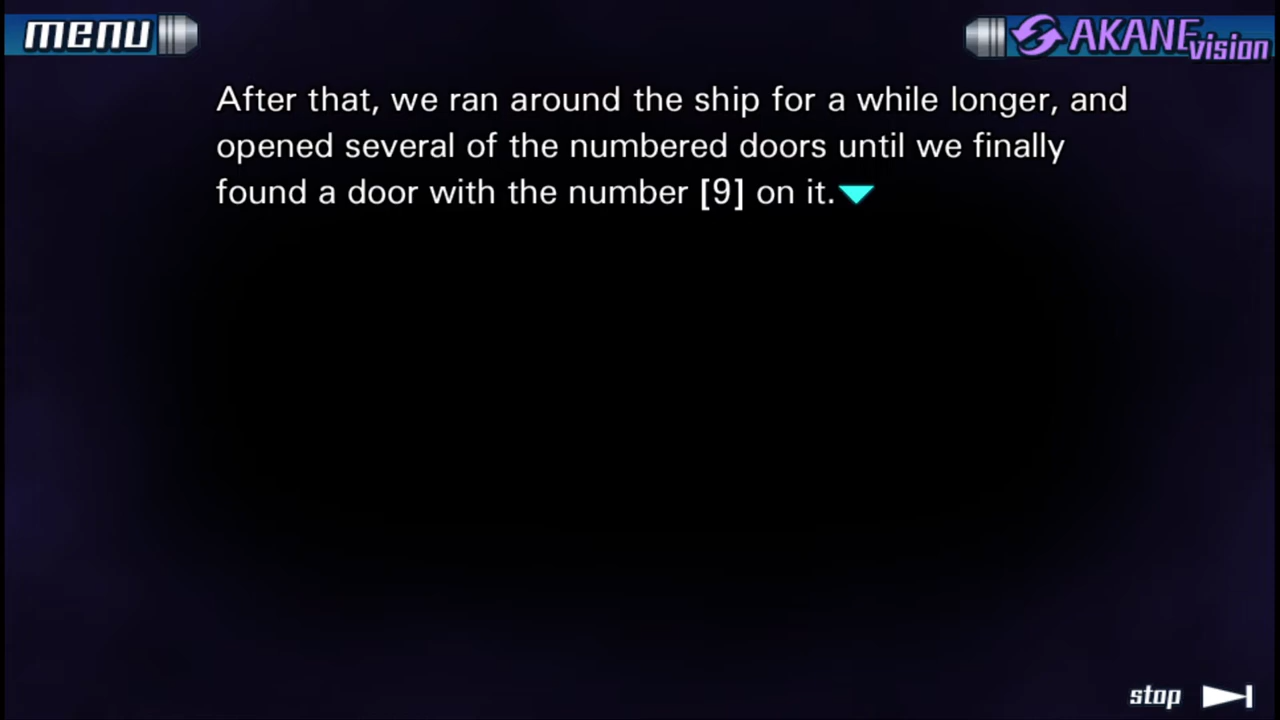 menu
AKANE vision
After that, we ran around the ship for a while longer, and
opened several of the numbered doors until we finally
found a door with the number [9] on it.
stop